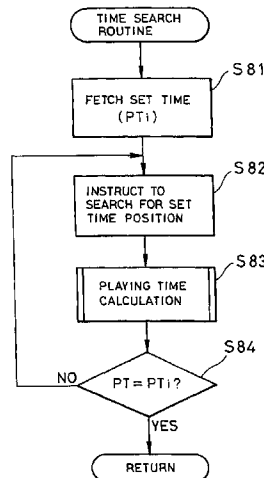 TIME SEARCH
ROUTINE
S81
FETCH SET TIME
(PTi)
S82
INSTRUCT TO
SEARCH FOR SET
TIME POSITION
S83
PLAYING TIME
CALCULATION
S84
NO
PT=PTi?
YES
RETURN